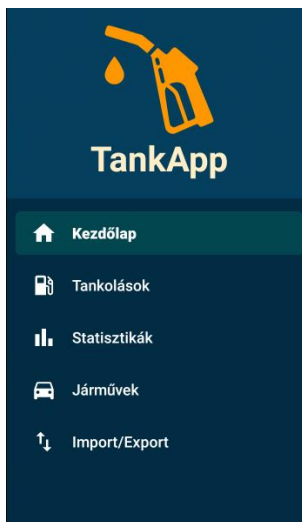 TankApp
Kezdőlap
Tankolások
Statisztikák
Járművek
Import/Export